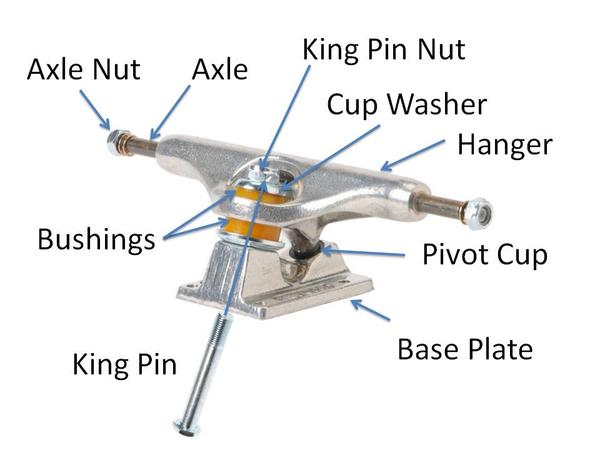 King Pin Nut
Axle Nut
Axle
Cup Washer
Hanger
Bushings
Pivot Cup
Base Plate
King Pin